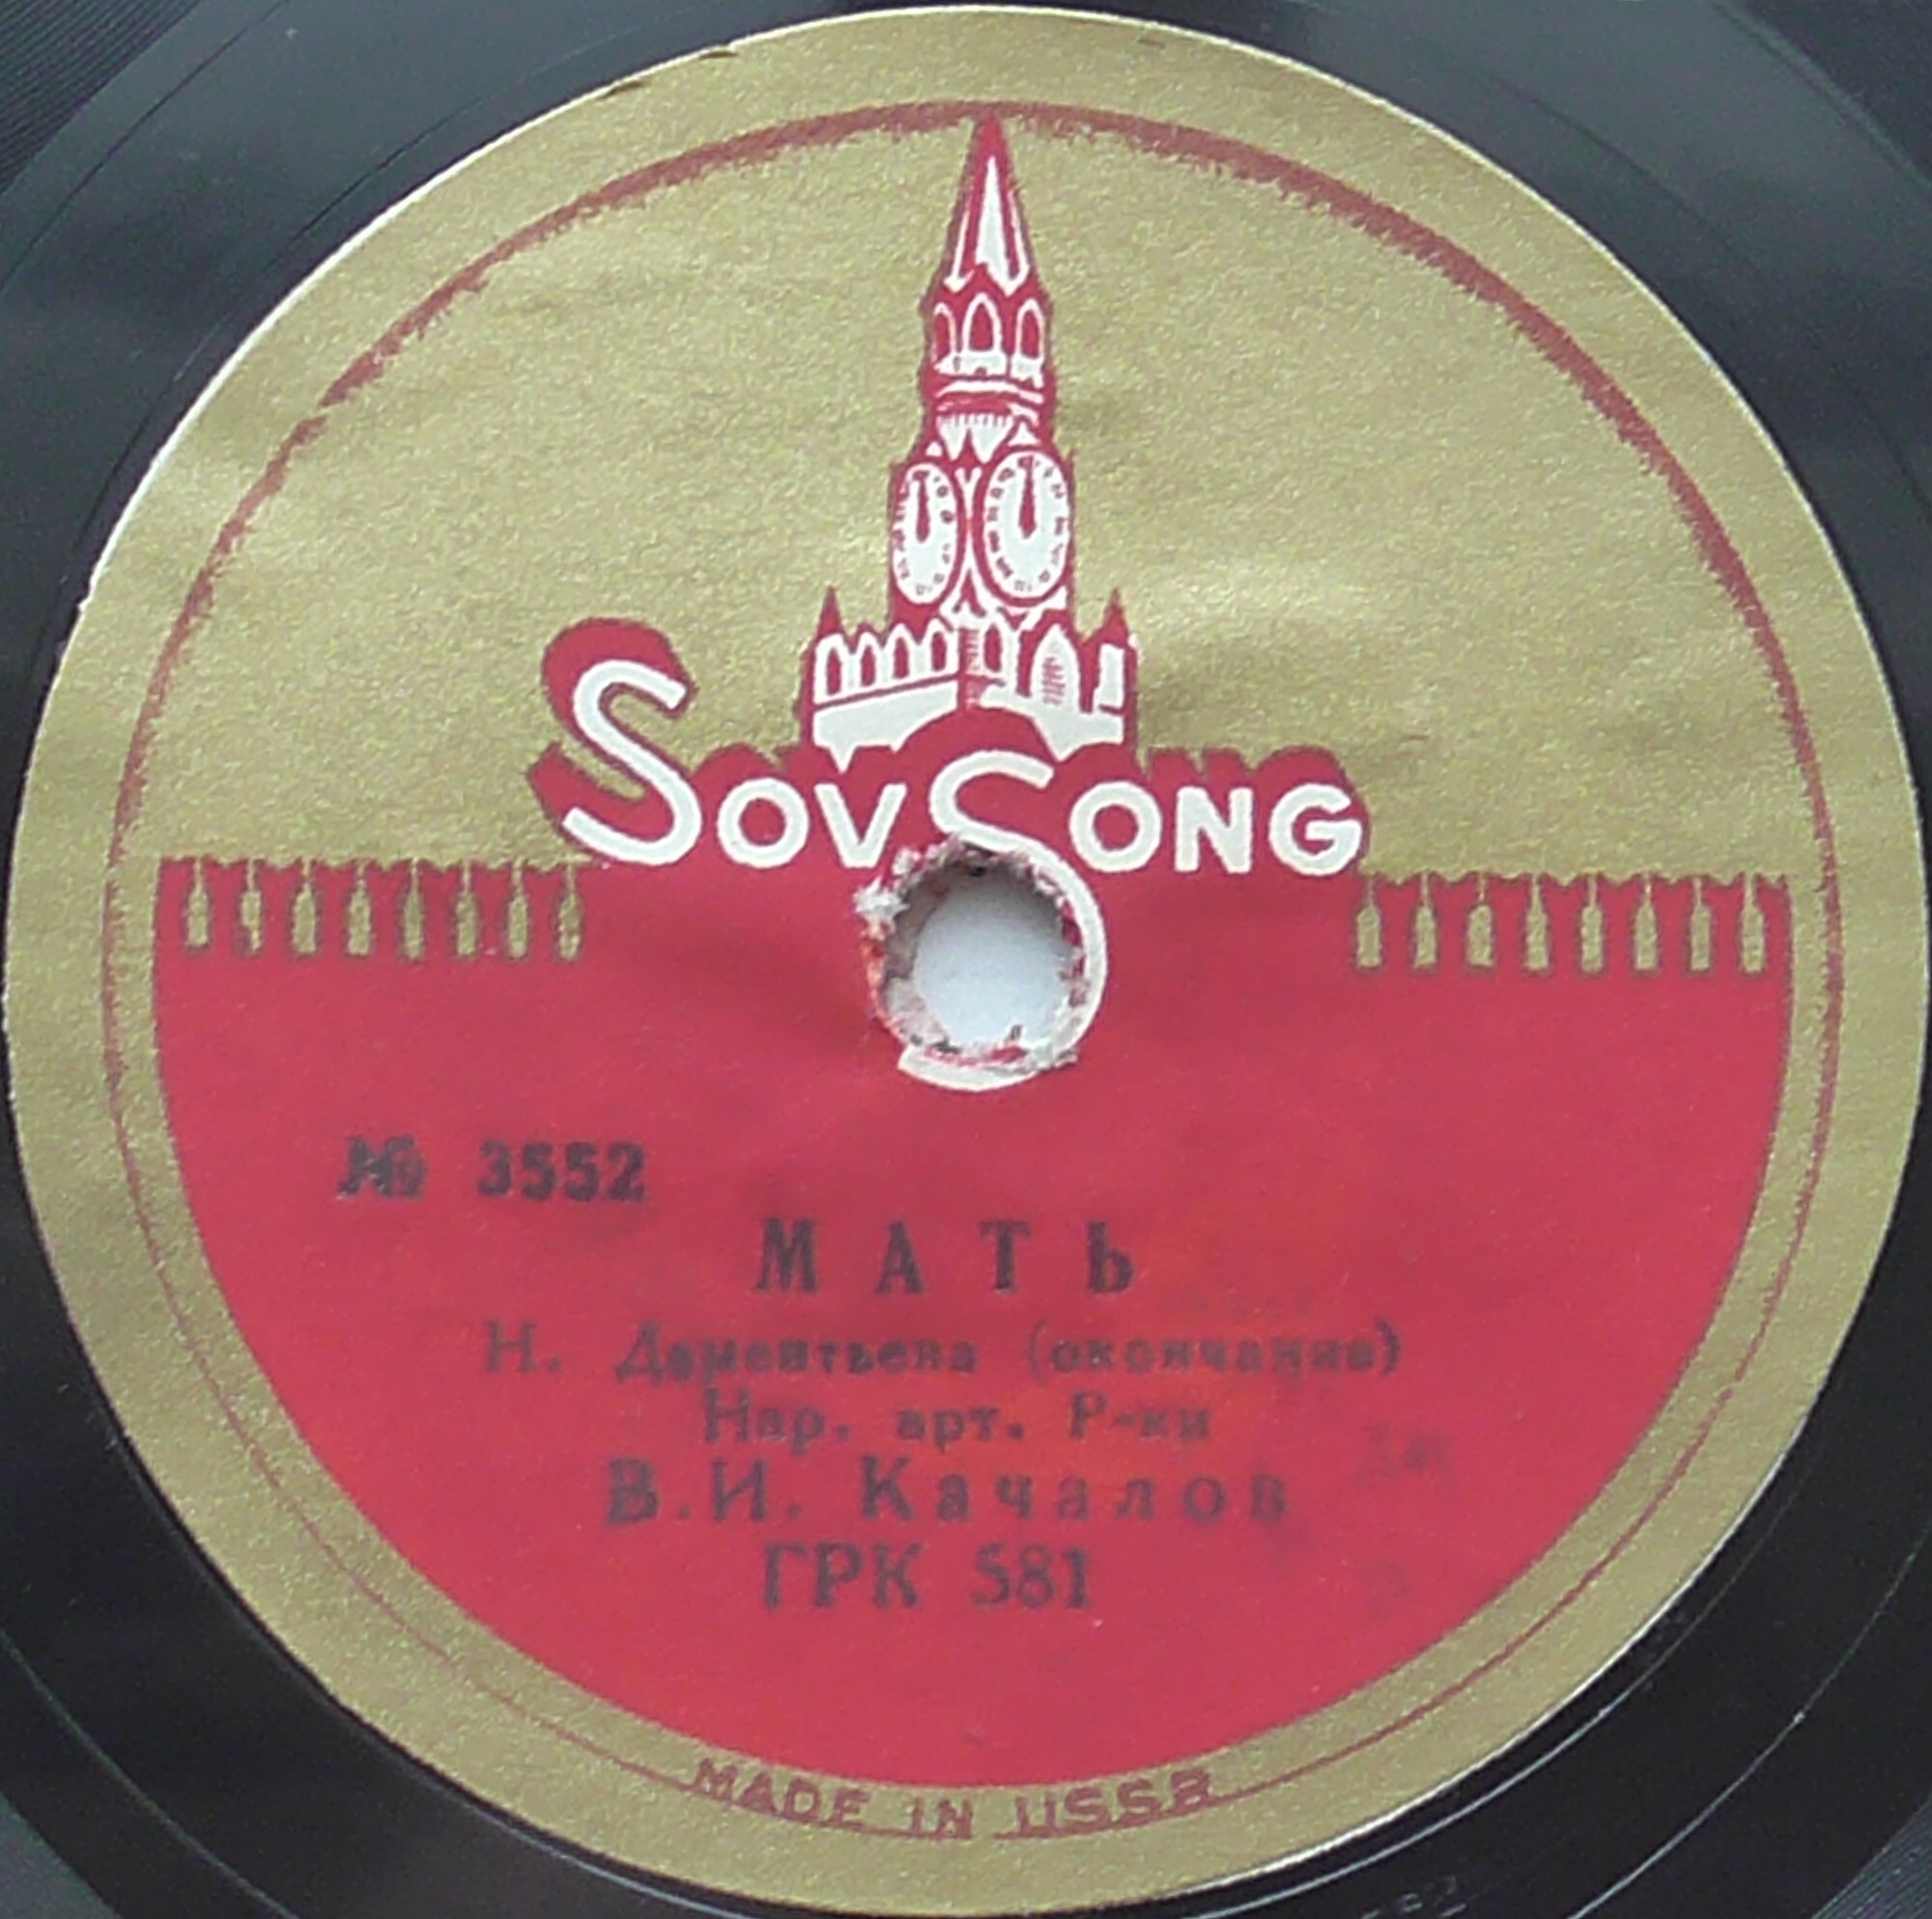 SovSong
№ 3552
МАТЬ
Н. Дементьева (окончание)
Нар. арт. Р-ки
В.И. Качалов
ГРК 581
MADE IN USSR